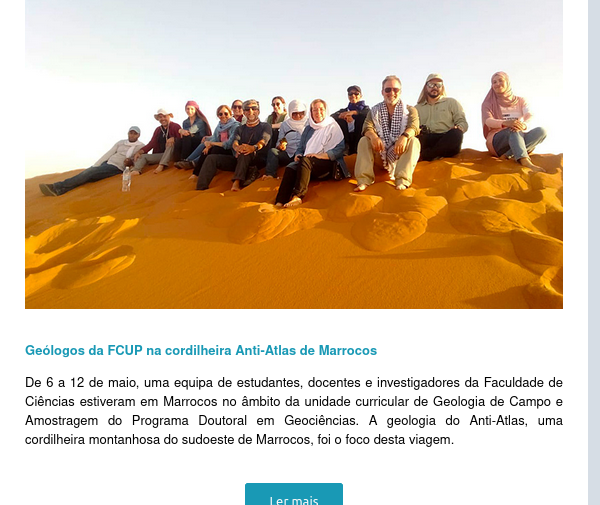 Geólogos da FCUP na cordilheira Anti-Atlas de Marrocos
De 6 a 12 de maio, uma equipa de estudantes, docentes e investigadores da Faculdade de
Ciências estiveram em Marrocos no âmbito da unidade curricular de Geologia de Campo e
Amostragem do Programa Doutoral em Geociências. A geologia do Anti-Atlas, uma
cordilheira montanhosa do sudoeste de Marrocos, foi o foco desta viagem.
Ler mais